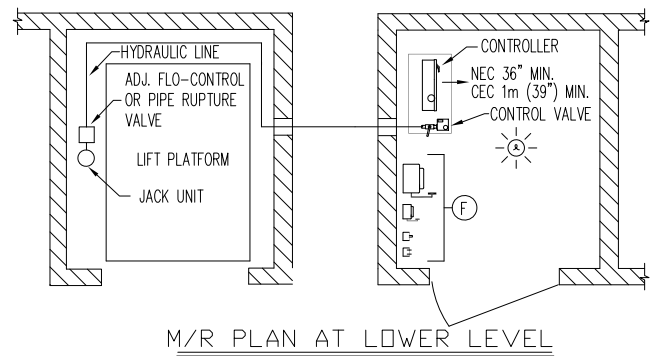 HYDRAULIC LINE
ADJ. FLO-CONTROL
OR PIPE RUPTURE
VALVE
LIFT PLATFORM
JACK UNIT
CONTROLLER
NEC 36" MIN.
CEC 1m (39") MIN.
CONTROL VALVE
F
M/R PLAN AT LOWER LEVEL